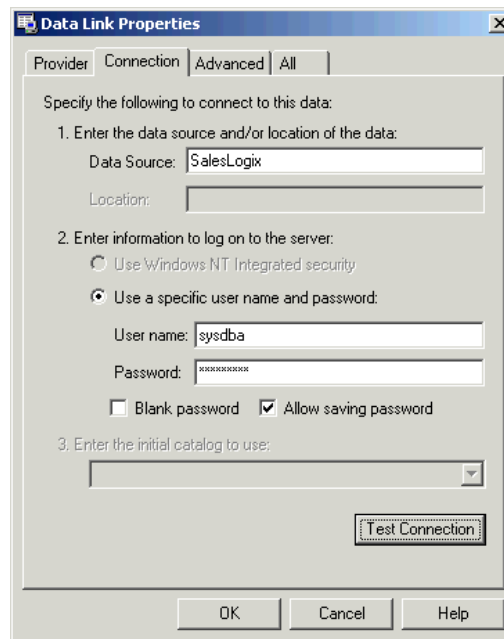 Data Link Properties
Provider Connection Advanced All
Specify the following to connect to this data:
1. Enter the data source and/or location of the data:
Data Source: SalesLogix
Location:
2. Enter information to log on to the server:
Use Windows NT Integrated security
Use a specific user name and password:
User name: sysdba
Password: *********
Blank password Allow saving password
3. Enter the initial catalog to use:
Test Connection
OK Cancel Help